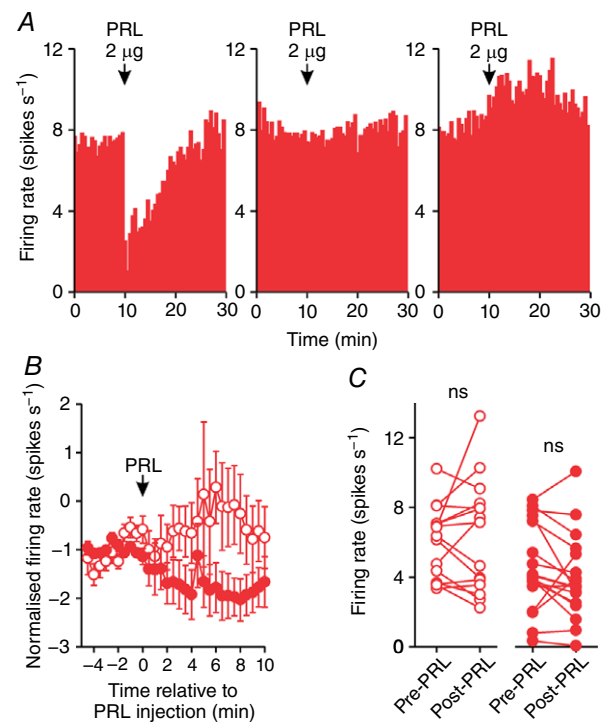 A
PRL PRL PRL
2 μg 2 μg 2 μg
Firing rate (spikes s⁻¹)
12 12 12
8 8 8
4 4 4
0 0 0
0 10 20 30 0 10 20 30 0 10 20 30
Time (min)
B
Normalised firing rate (spikes s⁻¹)
2
1
0
−1
−2
−3
PRL
−4 −2 0 2 4 6 8 10
Time relative to
PRL injection (min)
C
Firing rate (spikes s⁻¹)
12
8
4
0
ns
ns
Pre-PRL Post-PRL Pre-PRL Post-PRL